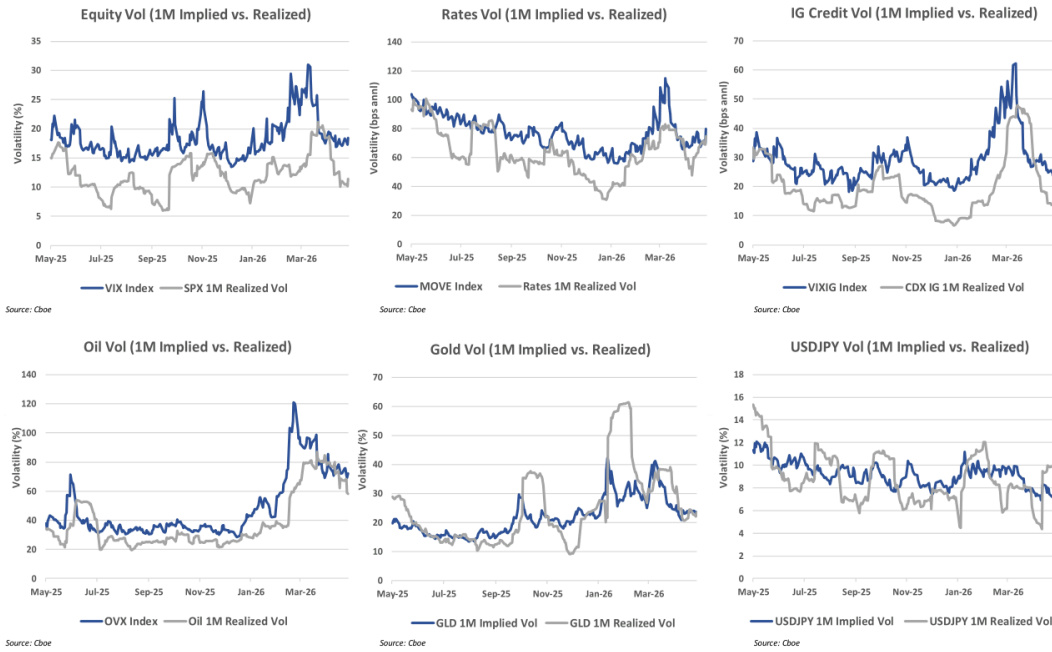 Equity Vol (1M Implied vs. Realized)
Volatility (%)
35
30
25
20
15
10
5
0
May-25 Jul-25 Sep-25 Nov-25 Jan-26 Mar-26
VIX Index SPX 1M Realized Vol
Source: Cboe
Rates Vol (1M Implied vs. Realized)
Volatility (bps annl)
140
120
100
80
60
40
20
0
May-25 Jul-25 Sep-25 Nov-25 Jan-26 Mar-26
MOVE Index Rates 1M Realized Vol
Source: Cboe
IG Credit Vol (1M Implied vs. Realized)
Volatility (bps annl)
70
60
50
40
30
20
10
0
May-25 Jul-25 Sep-25 Nov-25 Jan-26 Mar-26
VIXIG Index CDX IG 1M Realized Vol
Source: Cboe
Oil Vol (1M Implied vs. Realized)
Volatility (%)
140
120
100
80
60
40
20
0
May-25 Jul-25 Sep-25 Nov-25 Jan-26 Mar-26
OVX Index Oil 1M Realized Vol
Source: Cboe
Gold Vol (1M Implied vs. Realized)
Volatility (%)
70
60
50
40
30
20
10
0
May-25 Jul-25 Sep-25 Nov-25 Jan-26 Mar-26
GLD 1M Implied Vol GLD 1M Realized Vol
Source: Cboe
USDJPY Vol (1M Implied vs. Realized)
Volatility (%)
18
16
14
12
10
8
6
4
2
0
May-25 Jul-25 Sep-25 Nov-25 Jan-26 Mar-26
USDJPY 1M Implied Vol USDJPY 1M Realized Vol
Source: Cboe